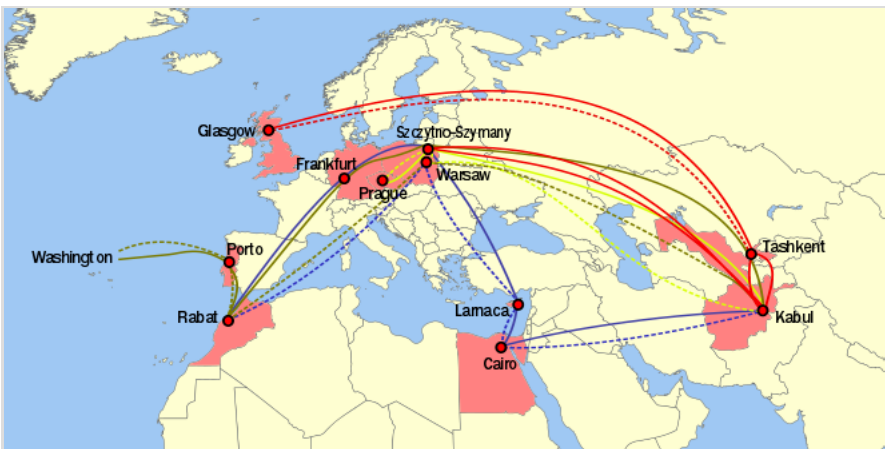 Glasgow
Szczytno-Szymany
Frankfurt
Warsaw
Prague
Washington
Porto
Tashkent
Rabat
Larnaca
Kabul
Cairo